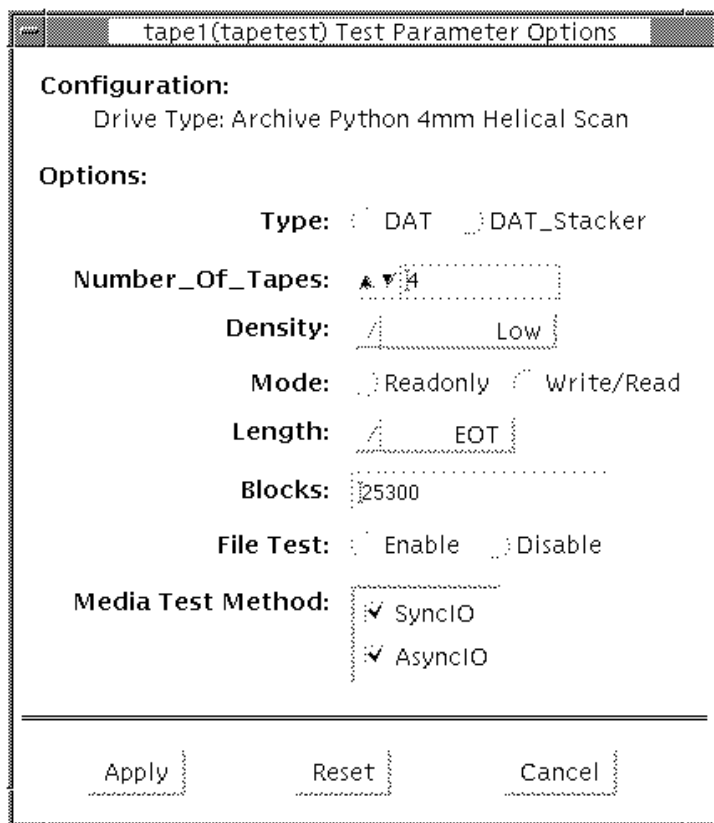 tape1(tapetest) Test Parameter Options
Configuration:
Drive Type: Archive Python 4mm Helical Scan
Options:
Type: DAT DAT_Stacker
Number_Of_Tapes: 4
Density: Low
Mode: Readonly Write/Read
Length: EOT
Blocks: 25300
File Test: Enable Disable
Media Test Method: SyncIO
AsyncIO
Apply Reset Cancel